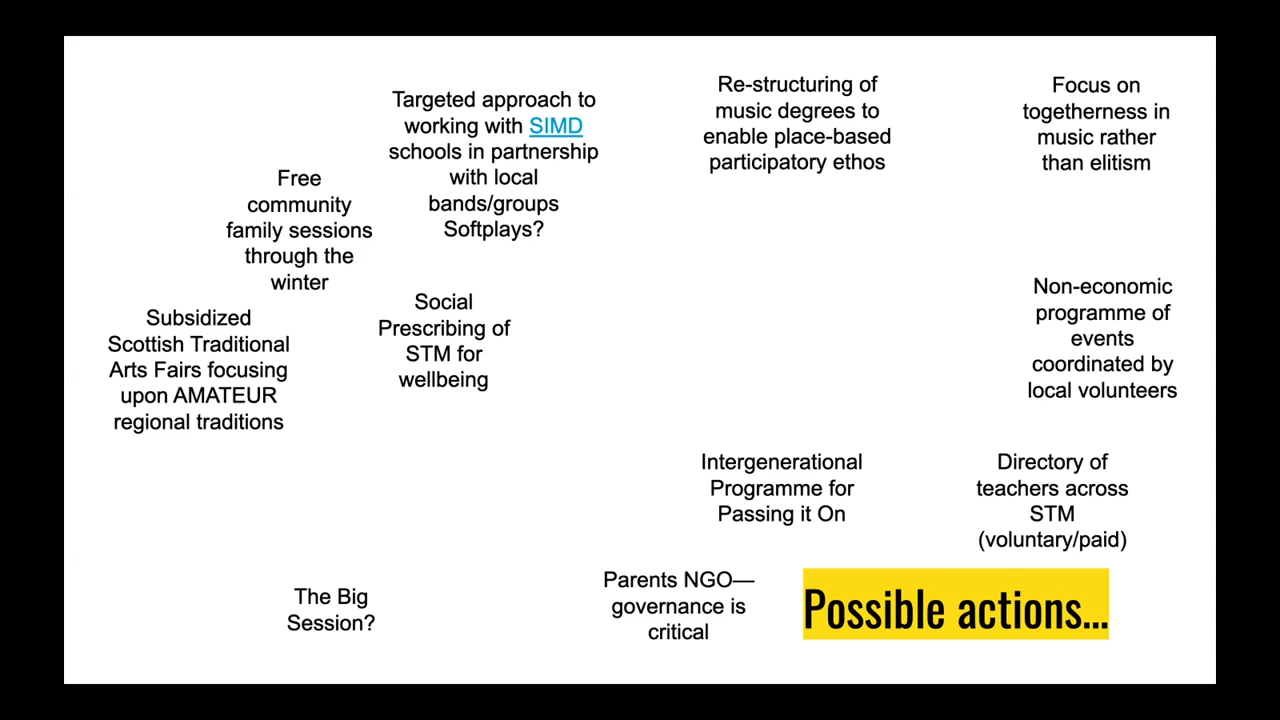 Targeted approach to
working with SIMD
schools in partnership
with local
bands/groups
Softplays?
Re-structuring of
music degrees to
enable place-based
participatory ethos
Focus on
togetherness in
music rather
than elitism
Free
community
family sessions
through the
winter
Subsidized
Scottish Traditional
Arts Fairs focusing
upon AMATEUR
regional traditions
Social
Prescribing of
STM for
wellbeing
Non-economic
programme of
events
coordinated by
local volunteers
Intergenerational
Programme for
Passing it On
Directory of
teachers across
STM
(voluntary/paid)
The Big
Session?
Parents NGO—
governance is
critical
Possible actions...